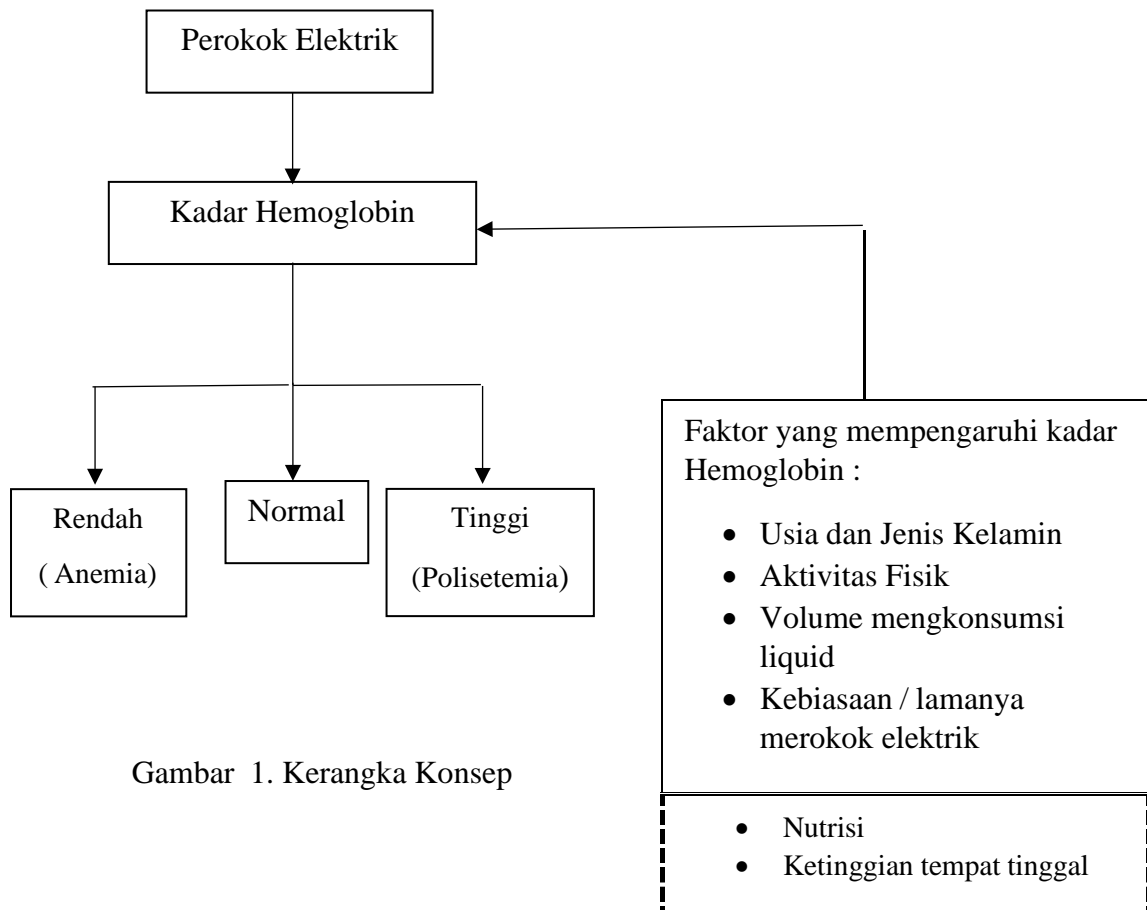 Perokok Elektrik
Kadar Hemoglobin
Rendah
( Anemia)
Normal
Tinggi
(Polisetemia)
Faktor yang mempengaruhi kadar
Hemoglobin :
• Usia dan Jenis Kelamin
• Aktivitas Fisik
• Volume mengkonsumsi
liquid
• Kebiasaan / lamanya
merokok elektrik
• Nutrisi
• Ketinggian tempat tinggal
Gambar 1. Kerangka Konsep